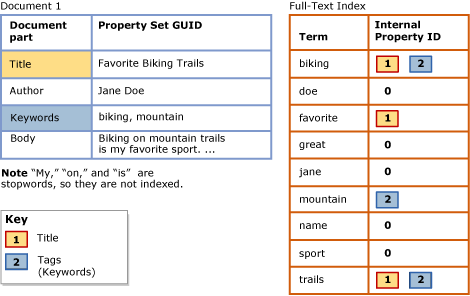 Document 1
Document part
Property Set GUID
Title
Favorite Biking Trails
Author
Jane Doe
Keywords
biking, mountain
Body
Biking on mountain trails
is my favorite sport. ...
Note “My,” “on,” and “is” are
stopwords, so they are not indexed.
Key
1 Title
2 Tags
(Keywords)
Full-Text Index
Term
Internal
Property ID
biking 1 2
doe 0
favorite 1
great 0
jane 0
mountain 2
name 0
sport 0
trails 1 2